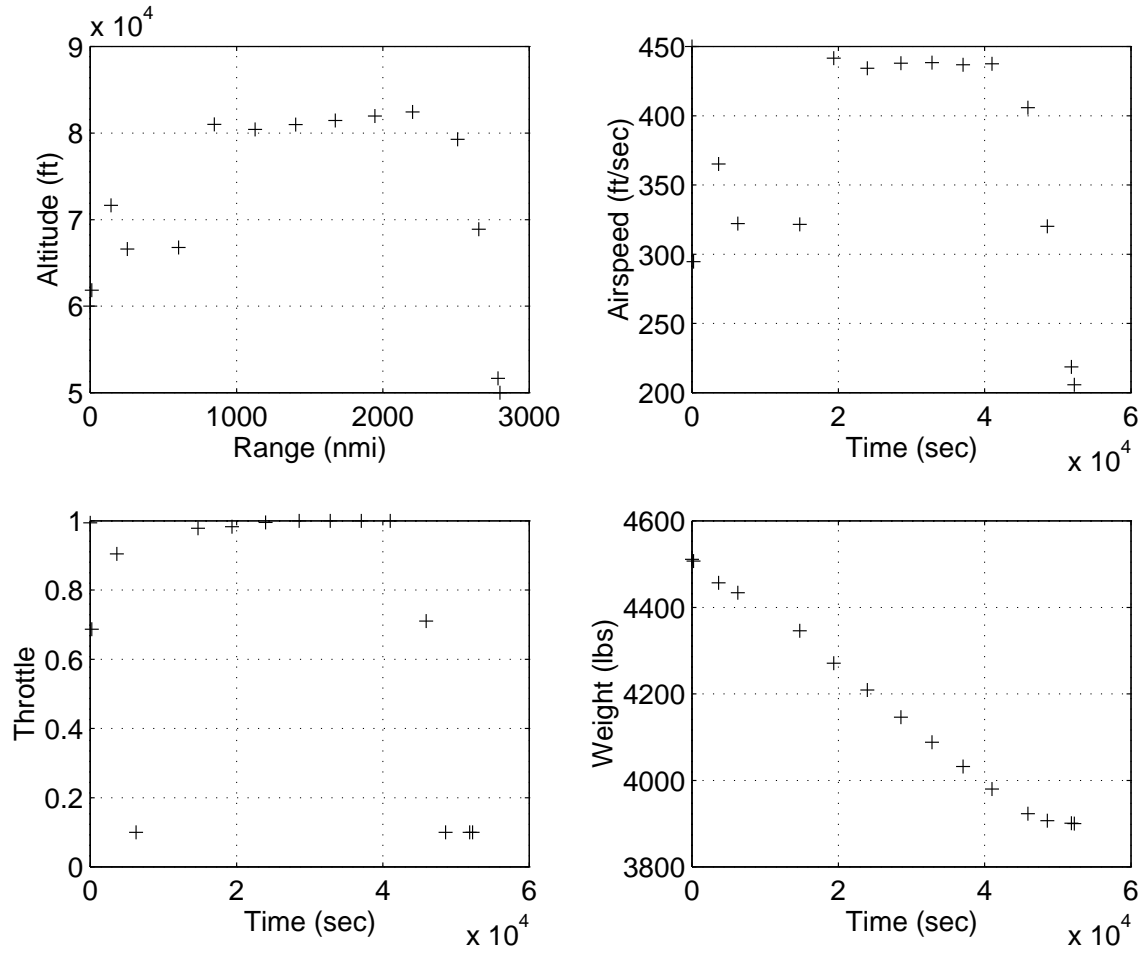 x 10^4
9
8
7
6
5
Altitude (ft)
0 1000 2000 3000
Range (nmi)
450
400
350
300
250
200
Airspeed (ft/sec)
0 2 4 6
Time (sec)
x 10^4
1
0.8
0.6
0.4
0.2
0
Throttle
0 2 4 6
Time (sec)
x 10^4
4600
4400
4200
4000
3800
Weight (lbs)
0 2 4 6
Time (sec)
x 10^4